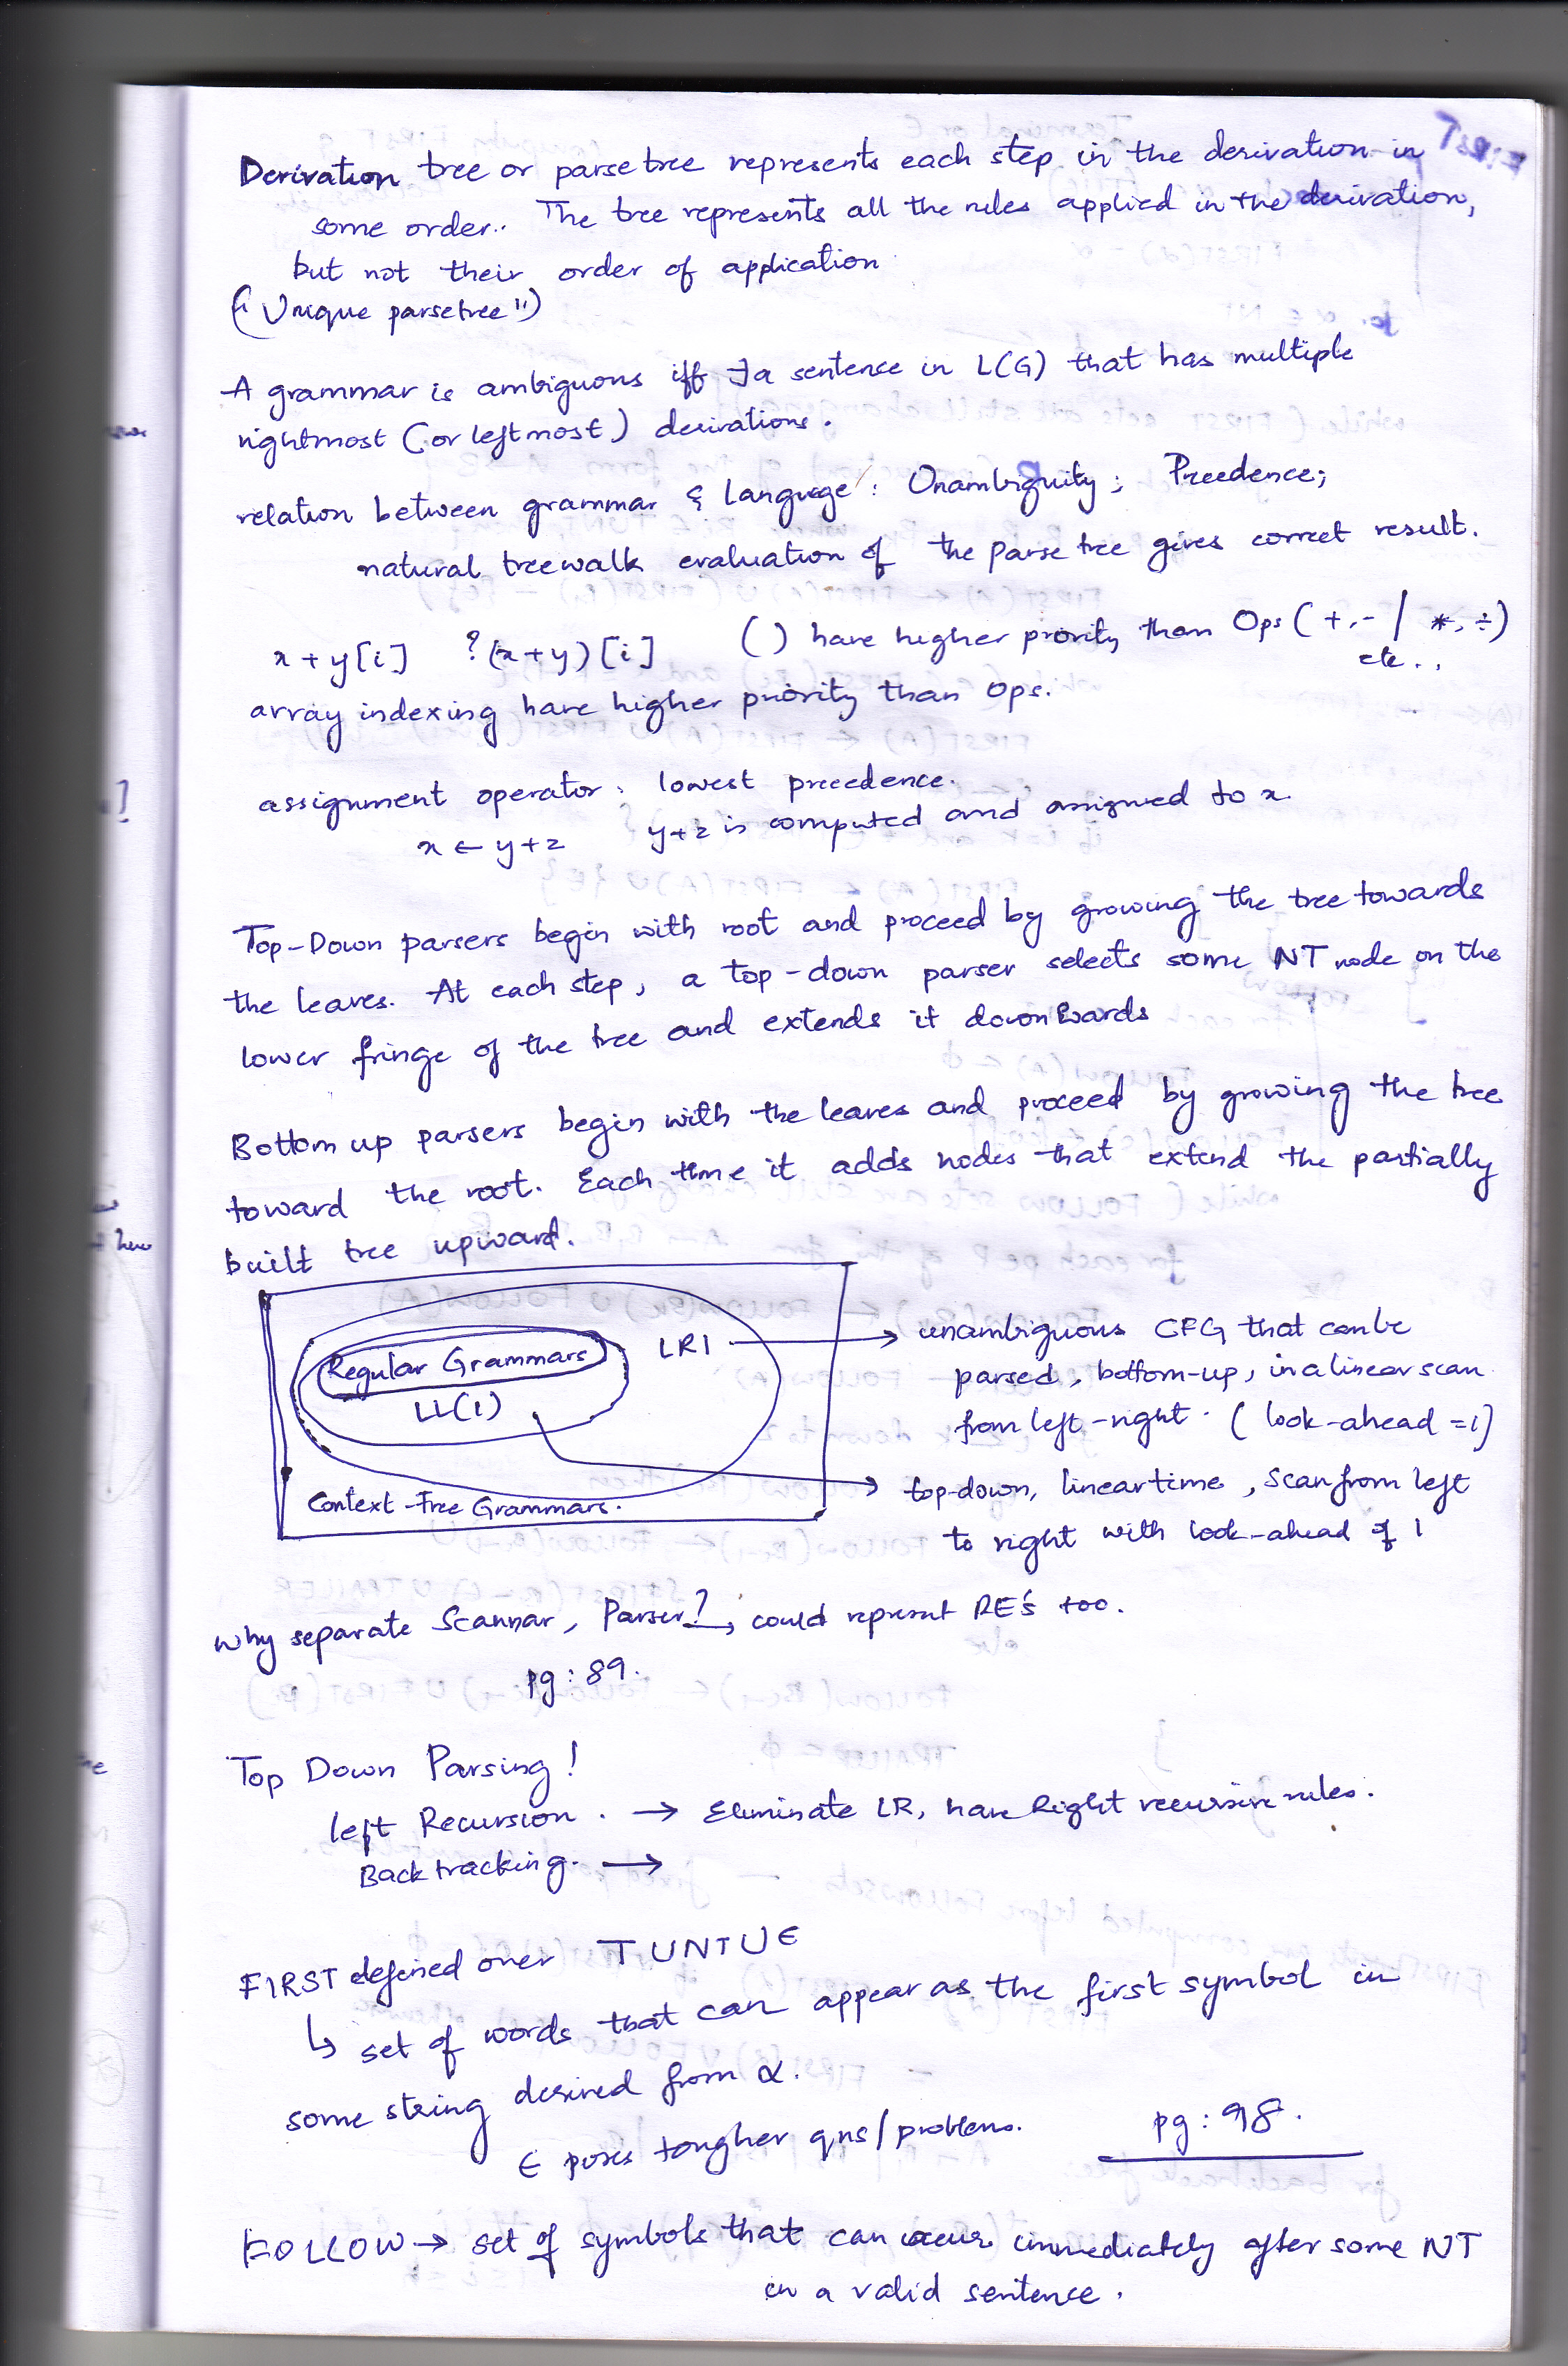 Derivation tree or parse tree represents each step in the derivation in
some order.. The tree represents all the rules applied in the derivation,
but not their order of application
("Unique parsetree")
A grammar is ambiguous iff ∃ a sentence in L(G) that has multiple
rightmost (or leftmost) derivations.
relation between grammar & language: Unambiguity; Precedence;
natural treewalk evaluation of the parse tree gives correct result.
x + y[i] ? (x+y)[i] ( ) have higher priority than Ops (+,- / *, ÷)
etc..
array indexing have higher priority than ops.
assignment operator: lowest precedence.
x ← y+z y+z is computed and assigned to x.
Top-Down parsers begin with root and proceed by growing the tree towards
the leaves. At each step, a top-down parser selects some NT node on the
lower fringe of the tree and extends it downwards
Bottom up parsers begin with the leaves and proceed by growing the tree
toward the root. Each time it adds nodes that extend the partially
built tree upward.
Regular Grammars
LL(1)
LR1 → unambiguous CFG that can be
parsed, bottom-up, in a linear scan
from left-right. (look-ahead =1)
→ top-down, linear time, Scan from left
to right with look-ahead of 1
Context-Free Grammars.
Why separate Scannar, Parser? → could represent RE's too.
pg: 89.
Top Down Parsing!
left Recursion. → Eliminate LR, have Right recursive rules.
Backtracking. →
FIRST defined over T U NT U ϵ
↳ set of words that can appear as the first symbol in
some string desired from α.
ϵ poses tougher qns/problems.
pg: 98.
FOLLOW → set of symbols that can occur immediately after some NT
in a valid sentence.